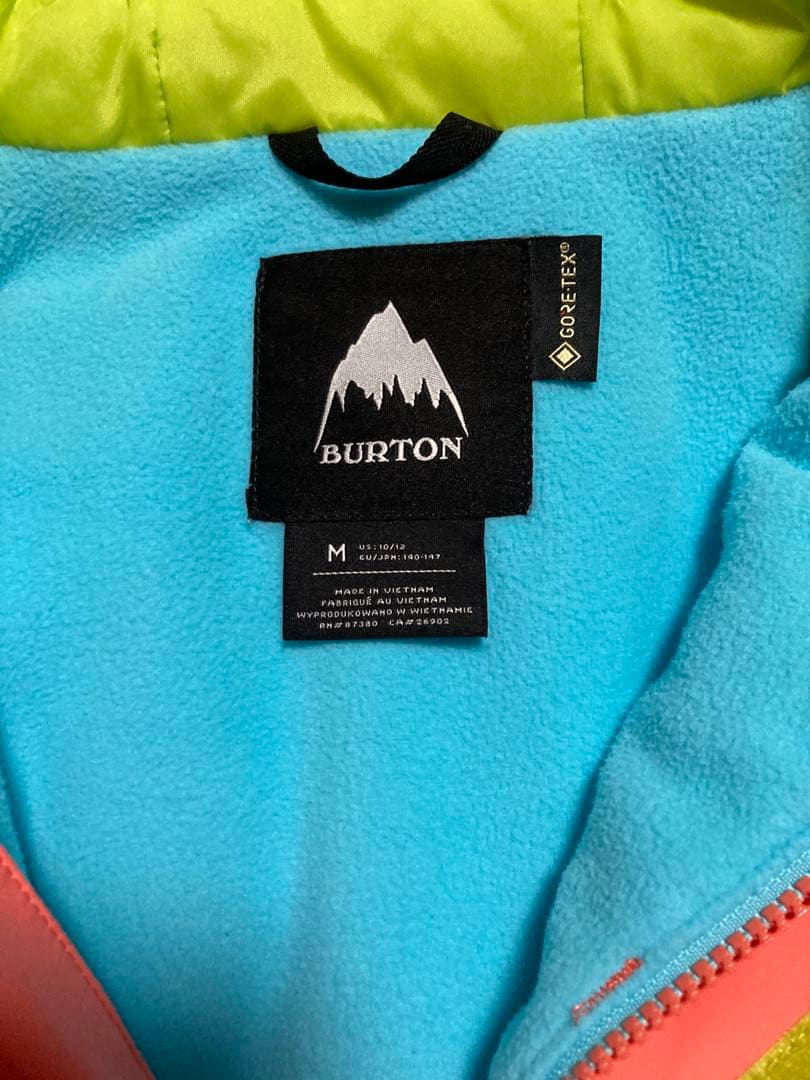 GORE-TEX®
BURTON
M US:10/12
EU/JPN:140-147
MADE IN VIETNAM
FABRIQUÉ AU VIETNAM
WYPRODUKOWANO W WIETNAMIE
RN#87380 CA#26902